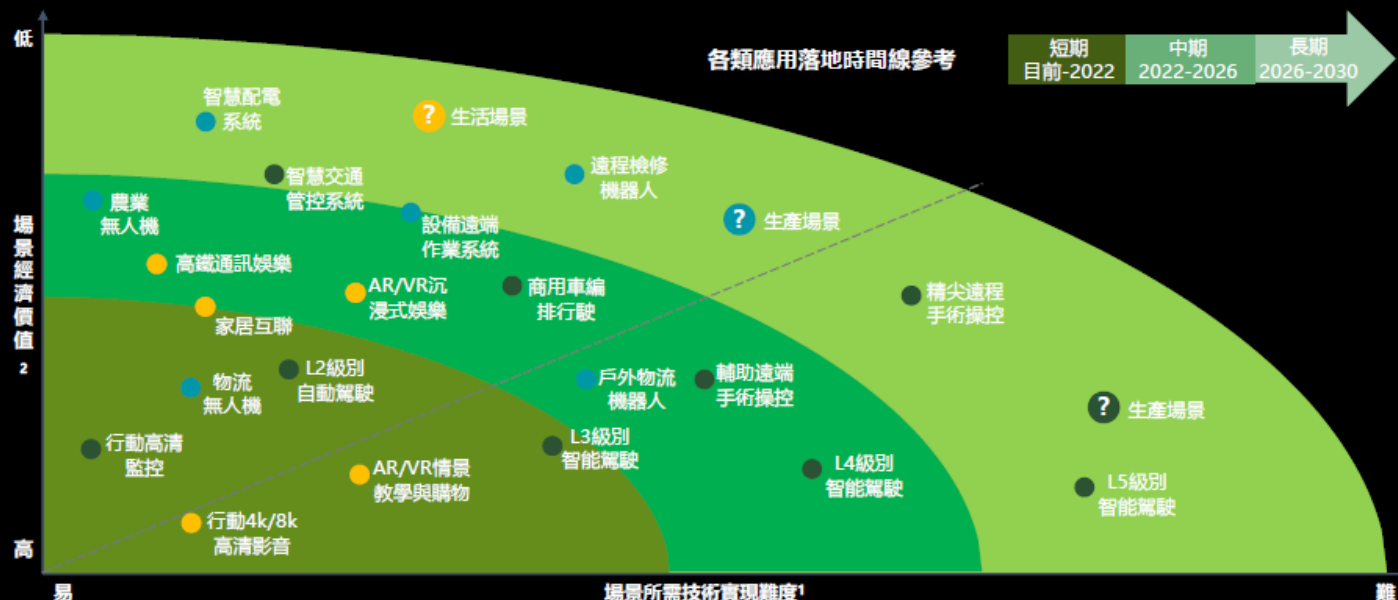 低
各類應用落地時間線參考
短期
目前-2022
中期
2022-2026
長期
2026-2030
智慧配電
系統
?
生活場景
智慧交通
管控系統
遠程檢修
機器人
農業
無人機
設備遠端
作業系統
?
生產場景
場景經濟價值2
高鐵通訊娛樂
AR/VR沉
浸式娛樂
商用車編
排行駛
精尖遠程
手術操控
家居互聯
物流
無人機
L2級別
自動駕駛
戶外物流
機器人
輔助遠端
手術操控
?
生產場景
行動高清
監控
AR/VR情景
教學與購物
L3級別
智能駕駛
L4級別
智能駕駛
L5級別
智能駕駛
行動4k/8k
高清影音
高
易
場景所需技術實現難度1
難